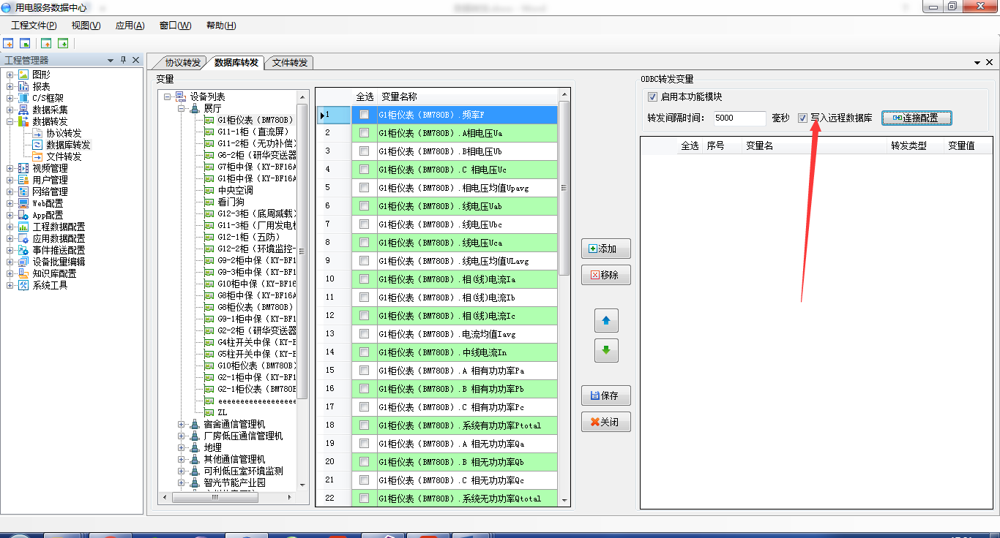 用电服务数据中心
工程文件(P) 视图(V) 应用(A) 窗口(W) 帮助(H)
工程管理器
图形
报表
C/S框架
数据采集
数据转发
协议转发
数据库转发
文件转发
视频管理
用户管理
网络管理
Web配置
App配置
工程数据配置
应用数据配置
事件推送配置
设备批量编辑
知识库配置
系统工具
协议转发 数据库转发 文件转发
变量
设备列表
展厅
G1柜仪表（BM780B）
G11-1柜（直流屏）
G11-2柜（无功补偿）
G6-2柜（研华变送器
G7柜中保（KY-BF16A
G1柜中保（KY-BF16A
中央空调
看门狗
G12-3柜（底周减载）
G11-3柜（厂用发电机
G12-1柜（五防）
G12-2柜（环境监控-
G9-2柜中保（KY-BF1
G9-3柜中保（KY-BF1
G10柜中保（KY-BF16
G8柜中保（KY-BF16A
G8柜仪表（BM780B）
G9-1柜中保（KY-BF1
G2-2柜（研华变送器
G4柱开关中保（KY-B
G5柱开关中保（KY-B
G10柜仪表（BM780B）
G2-1柜中保（KY-BF1
G2-1柜仪表（BM780B
eeeeeeeeeeeeeeeeee
ZL
宿舍通信管理机
厂房低压通信管理机
地埋
其他通信管理机
可利低压室环境监测
智光节能产业园
全选 变量名称
1 G1柜仪表（BM780B）.频率F
2 G1柜仪表（BM780B）.A相电压Ua
3 G1柜仪表（BM780B）.B相电压Ub
4 G1柜仪表（BM780B）.C 相电压Uc
5 G1柜仪表（BM780B）.相电压均值Upavg
6 G1柜仪表（BM780B）.线电压Uab
7 G1柜仪表（BM780B）.线电压Ubc
8 G1柜仪表（BM780B）.线电压Uca
9 G1柜仪表（BM780B）.线电压均值ULavg
10 G1柜仪表（BM780B）.相(线)电流Ia
11 G1柜仪表（BM780B）.相(线)电流Ib
12 G1柜仪表（BM780B）.相(线)电流Ic
13 G1柜仪表（BM780B）.电流均值Iavg
14 G1柜仪表（BM780B）.中线电流In
15 G1柜仪表（BM780B）.A 相有功功率Pa
16 G1柜仪表（BM780B）.B 相有功功率Pb
17 G1柜仪表（BM780B）.C 相有功功率Pc
18 G1柜仪表（BM780B）.系统有功功率Ptotal
19 G1柜仪表（BM780B）.A 相无功功率Qa
20 G1柜仪表（BM780B）.B 相无功功率Qb
21 G1柜仪表（BM780B）.C 相无功功率Qc
22 G1柜仪表（BM780B）.系统无功功率Qtotal
添加
移除
保存
关闭
ODBC转发变量
启用本功能模块
转发间隔时间: 5000 毫秒 写入远程数据库 连接配置
全选 序号 变量名 转发类型 变量值